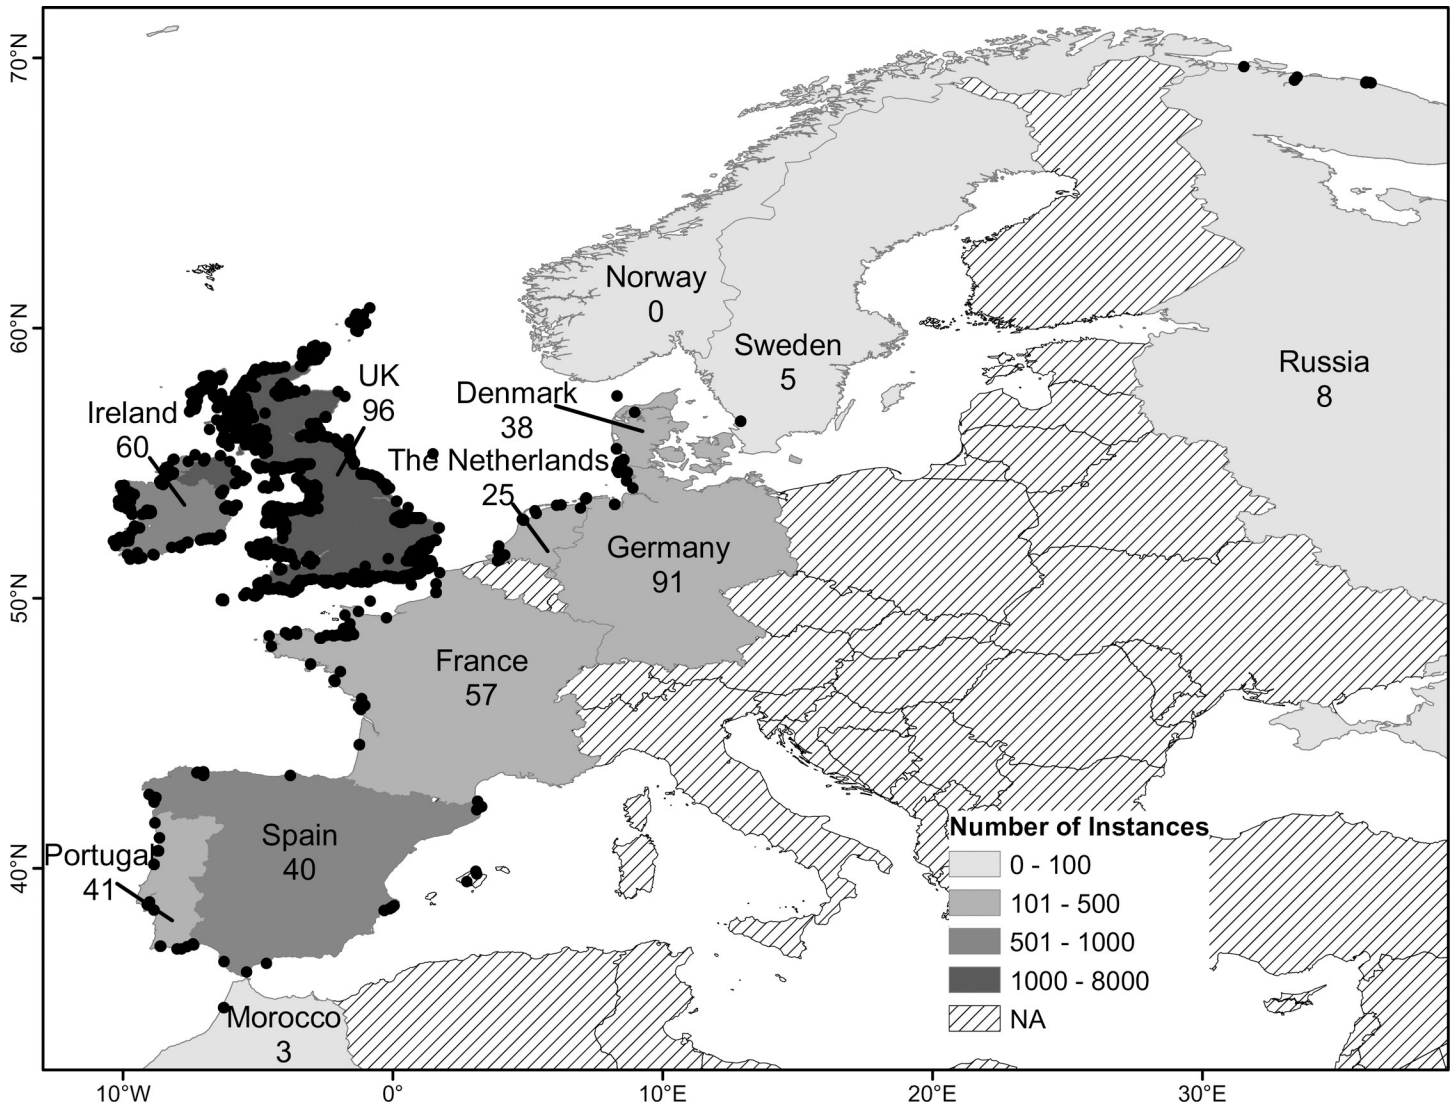 70°N
60°N
50°N
40°N
Norway
0
Sweden
5
Russia
8
UK
96
Ireland
60
Denmark
38
The Netherlands
25
Germany
91
France
57
Spain
40
Portugal
41
Morocco
3
Number of Instances
0 - 100
101 - 500
501 - 1000
1000 - 8000
NA
10°W
0°
10°E
20°E
30°E